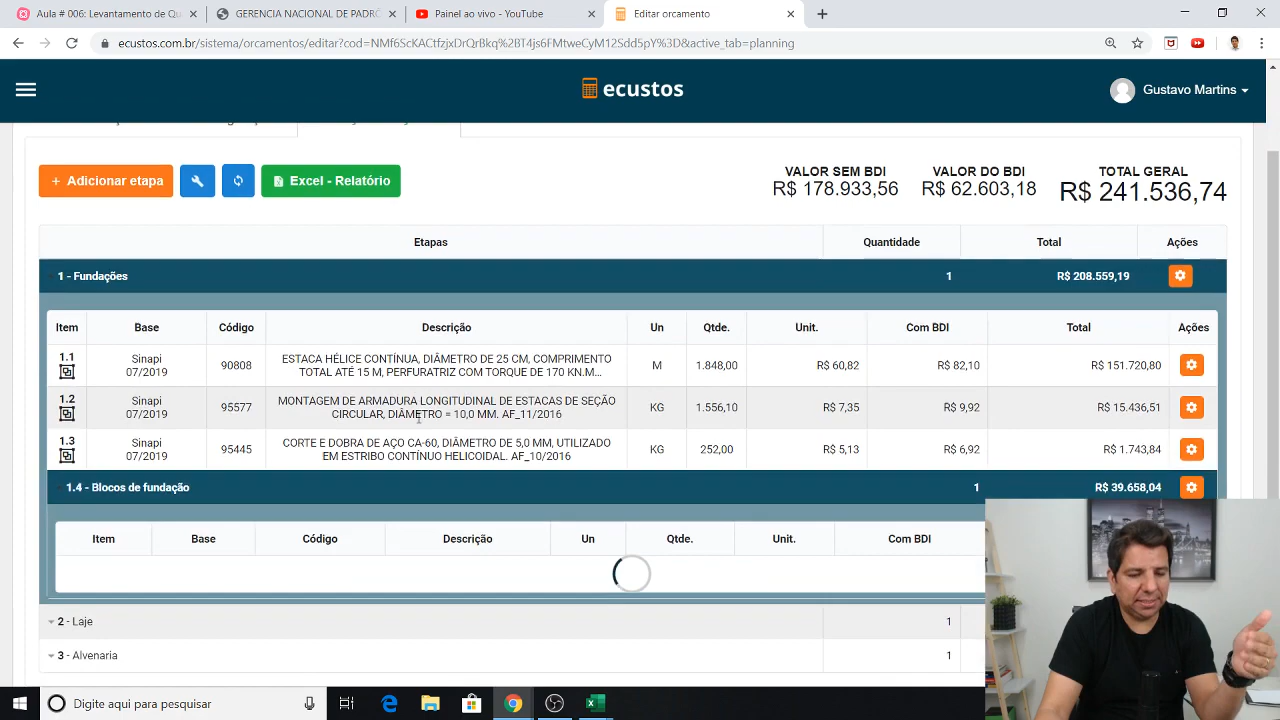 Aula # 006: Levantamento de Qu
GERENCIA NACIONAL DE PADRÕ
Painel ao vivo - YouTube
Editar orcamento
ecustos.com.br/sistema/orcamentos/editar?cod=NMf6ScKACtfzjxDrQrBlo%2BT4js6FMtweCyM12Sdd5pY%3D&active_tab=planning
ecustos
Gustavo Martins
Adicionar etapa
Excel - Relatório
VALOR SEM BDI
R$ 178.933,56
VALOR DO BDI
R$ 62.603,18
TOTAL GERAL
R$ 241.536,74
Etapas Quantidade Total Ações
1 - Fundações 1 R$ 208.559,19
Item Base Código Descrição Un Qtde. Unit. Com BDI Total Ações
1.1 Sinapi 07/2019 90808 ESTACA HÉLICE CONTÍNUA, DIÂMETRO DE 25 CM, COMPRIMENTO
TOTAL ATÉ 15 M, PERFURATRIZ COM TORQUE DE 170 KN.M... M 1.848,00 R$ 60,82 R$ 82,10 R$ 151.720,80
1.2 Sinapi 07/2019 95577 MONTAGEM DE ARMADURA LONGITUDINAL DE ESTACAS DE SEÇÃO
CIRCULAR, DIÂMETRO = 10,0 MM. AF_11/2016 KG 1.556,10 R$ 7,35 R$ 9,92 R$ 15.436,51
1.3 Sinapi 07/2019 95445 CORTE E DOBRA DE AÇO CA-60, DIÂMETRO DE 5,0 MM, UTILIZADO
EM ESTRIBO CONTÍNUO HELICOIDAL. AF_10/2016 KG 252,00 R$ 5,13 R$ 6,92 R$ 1.743,84
1.4 - Blocos de fundação 1 R$ 39.658,04
Item Base Código Descrição Un Qtde. Unit. Com BDI
2 - Laje 1
3 - Alvenaria 1
Digite aqui para pesquisar